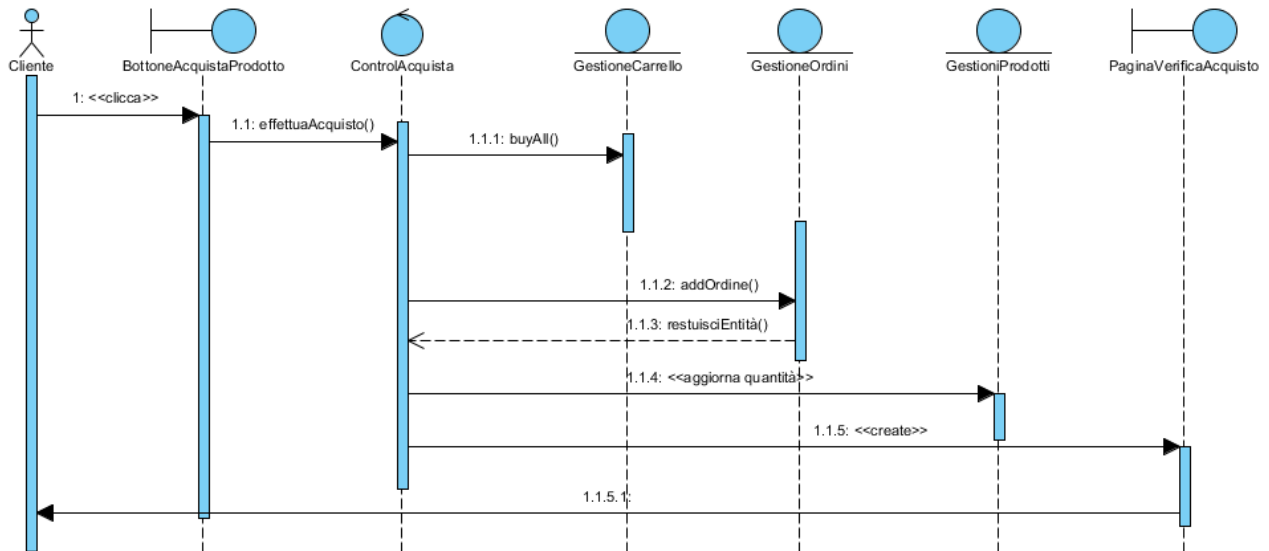 Cliente
BottoneAcquistaProdotto
ControlAcquista
GestioneCarrello
GestioneOrdini
GestioniProdotti
PaginaVerificaAcquisto
1: <<clicca>>
1.1: effettuaAcquisto()
1.1.1: buyAll()
1.1.2: addOrdine()
1.1.3: restuisciEntità()
1.1.4: <<aggiorna quantità>>
1.1.5: <<create>>
1.1.5.1: